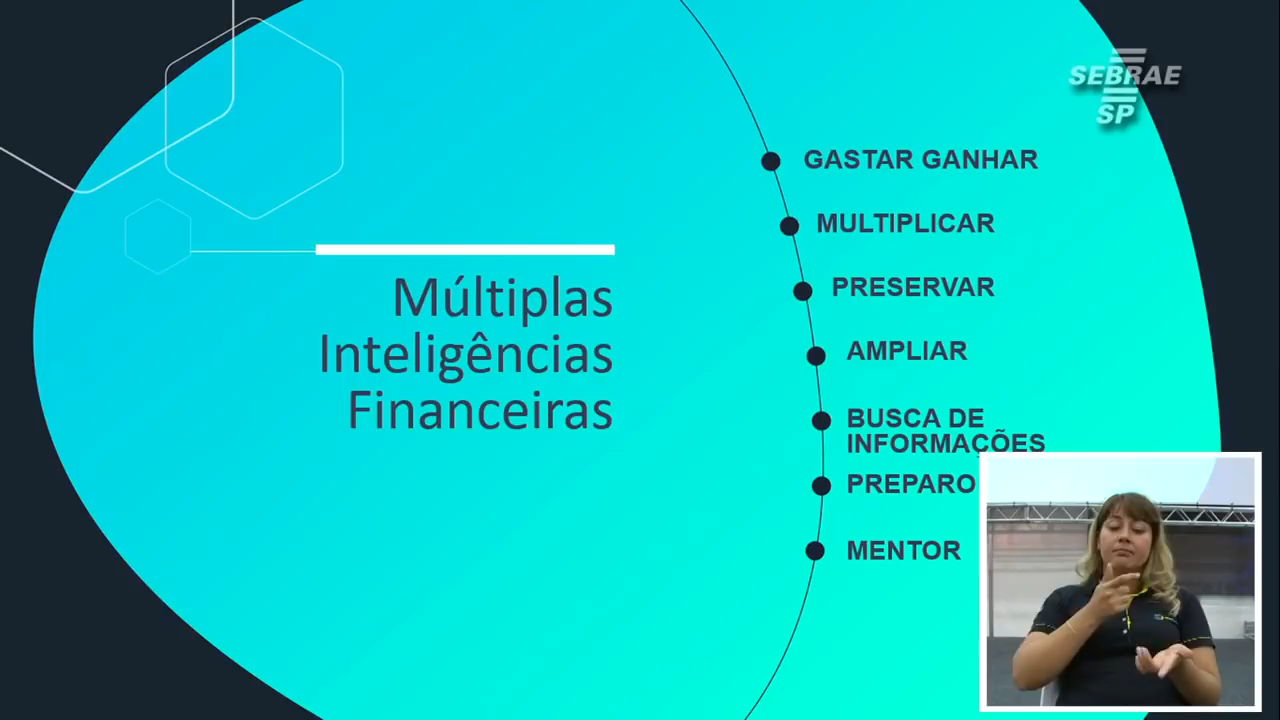 SEBRAE
SP
GASTAR GANHAR
MULTIPLICAR
PRESERVAR
Múltiplas
Inteligências
Financeiras
AMPLIAR
BUSCA DE
INFORMAÇÕES
PREPARO
MENTOR